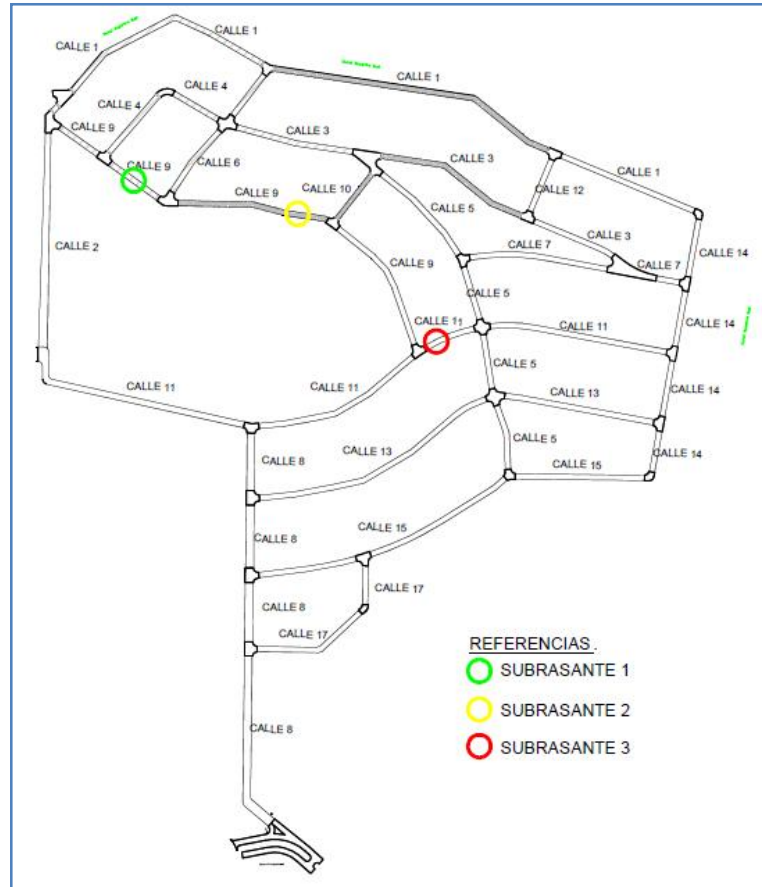 CALLE 1
CALLE 1
CALLE 1
CALLE 4
CALLE 4
CALLE 9
CALLE 3
CALLE 3
CALLE 1
CALLE 9
CALLE 6
CALLE 10
CALLE 12
CALLE 9
CALLE 5
CALLE 3
CALLE 2
CALLE 7
CALLE 14
CALLE 9
CALLE 7
CALLE 5
CALLE 11
CALLE 11
CALLE 14
CALLE 5
CALLE 11
CALLE 11
CALLE 13
CALLE 14
CALLE 5
CALLE 13
CALLE 8
CALLE 15
CALLE 14
CALLE 15
CALLE 8
CALLE 17
CALLE 8
CALLE 17
REFERENCIAS.
SUBRASANTE 1
SUBRASANTE 2
SUBRASANTE 3
CALLE 8